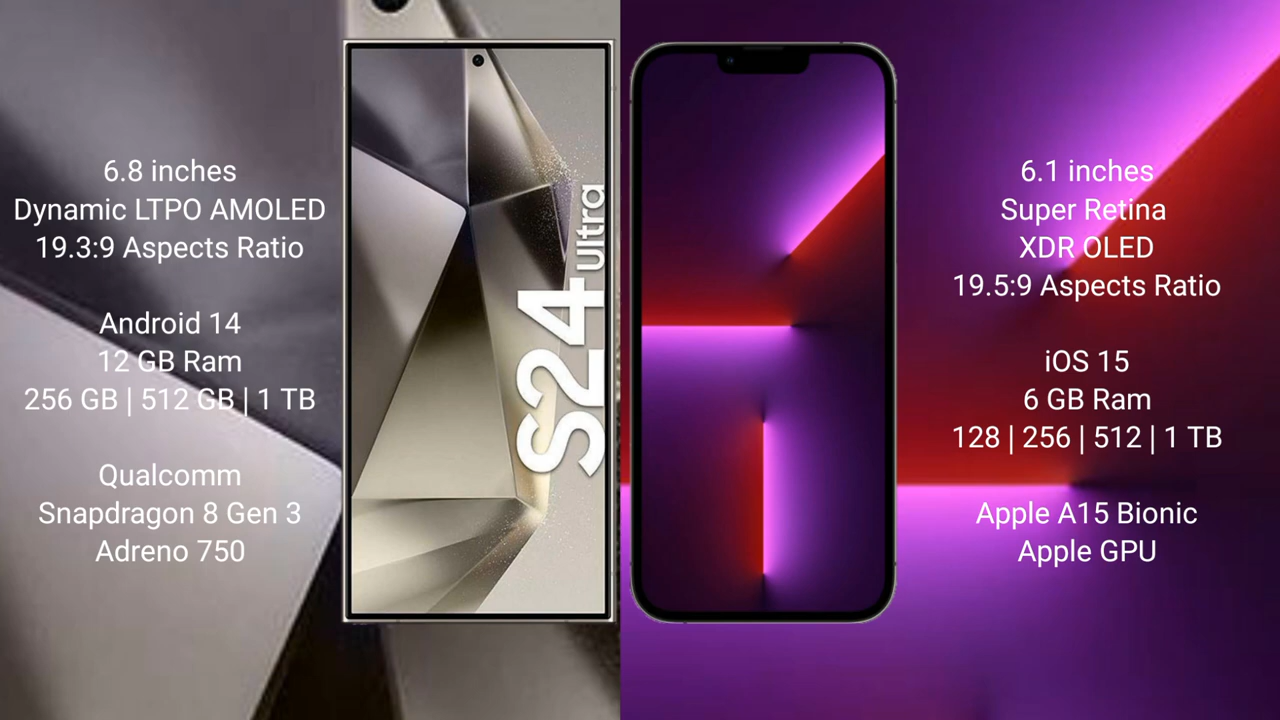 6.8 inches
Dynamic LTPO AMOLED
19.3:9 Aspects Ratio
Android 14
12 GB Ram
256 GB | 512 GB | 1 TB
Qualcomm
Snapdragon 8 Gen 3
Adreno 750
S24 ultra
6.1 inches
Super Retina
XDR OLED
19.5:9 Aspects Ratio
iOS 15
6 GB Ram
128 | 256 | 512 | 1 TB
Apple A15 Bionic
Apple GPU